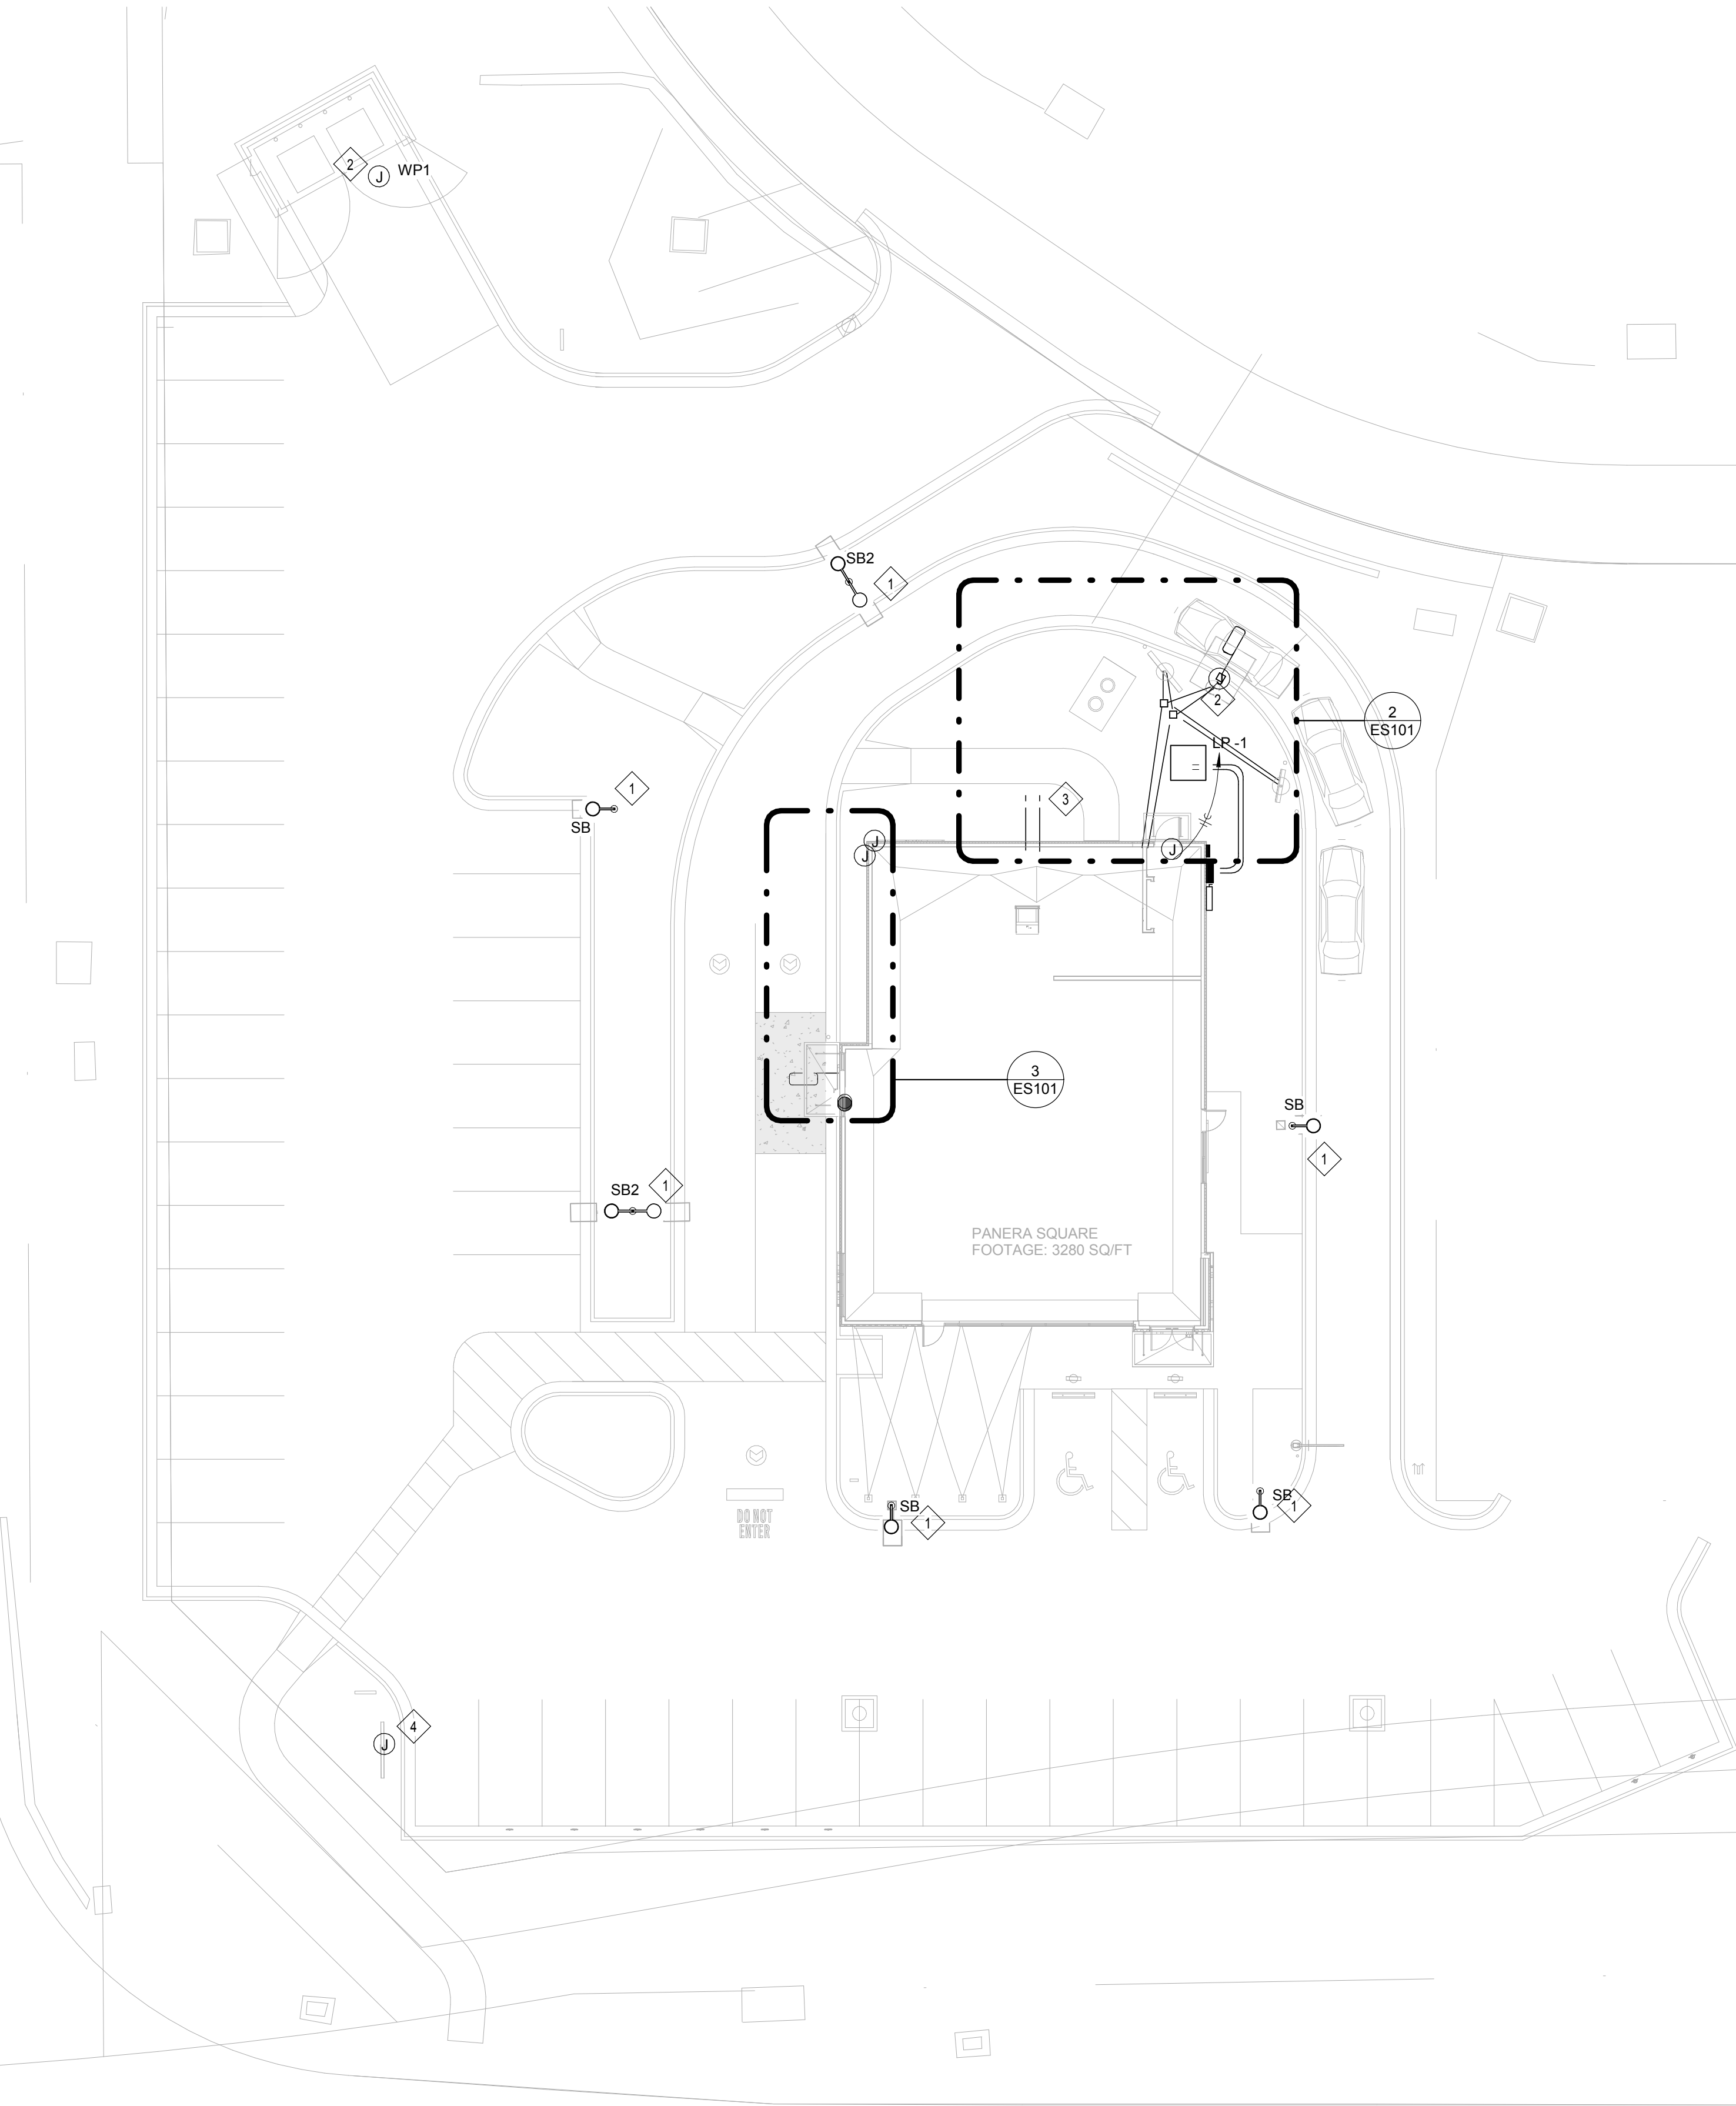 2
J WP1
SB2
1
2
ES101
2
LP-1
1
SB
3
J
J
J
3
ES101
SB
1
SB2
1
PANERA SQUARE
FOOTAGE: 3280 SQ/FT
SB
1
SB
1
DO NOT
ENTER
4
J